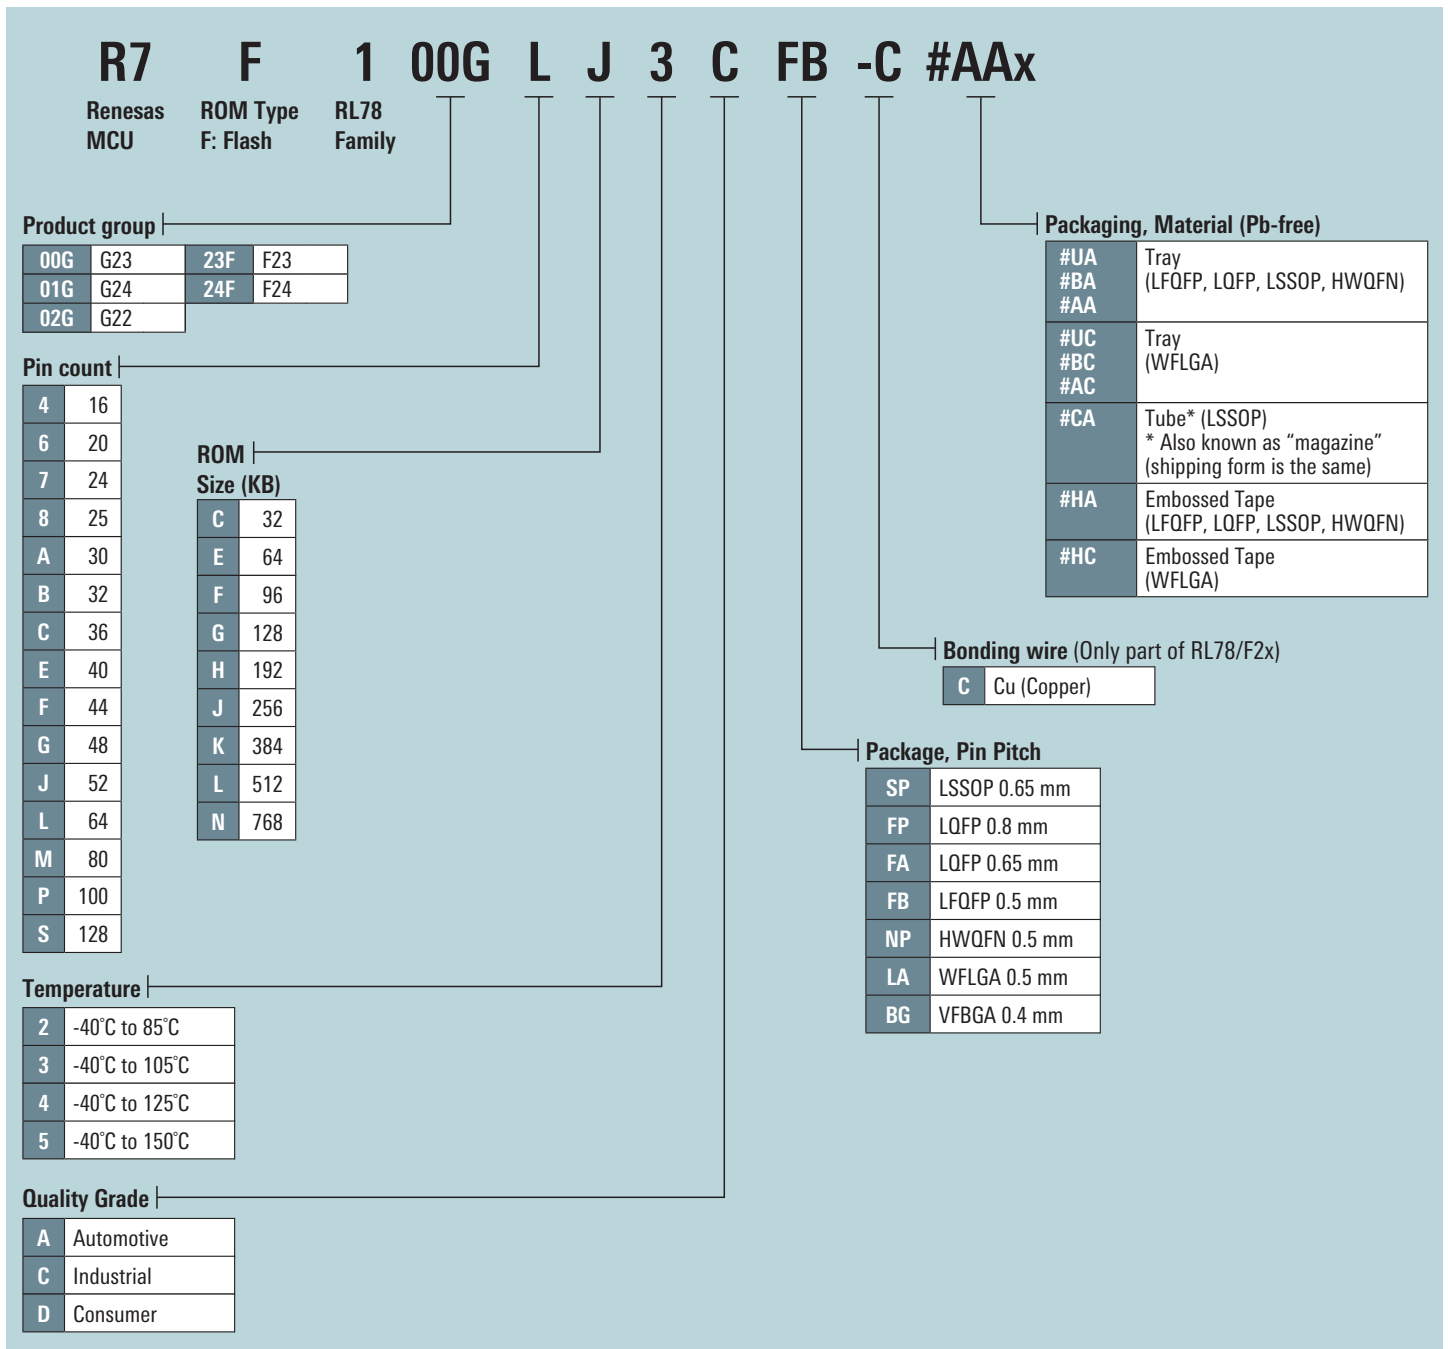 R7 F 1 00G L J 3 C FB -C #AAx
Renesas MCU
ROM Type F: Flash
RL78 Family
Product group
00G G23 23F F23
01G G24 24F F24
02G G22
Pin count
4 16
6 20
7 24
8 25
A 30
B 32
C 36
E 40
F 44
G 48
J 52
L 64
M 80
P 100
S 128
ROM
Size (KB)
C 32
E 64
F 96
G 128
H 192
J 256
K 384
L 512
N 768
Temperature
2 -40°C to 85°C
3 -40°C to 105°C
4 -40°C to 125°C
5 -40°C to 150°C
Quality Grade
A Automotive
C Industrial
D Consumer
Packaging, Material (Pb-free)
#UA Tray
#BA (LFQFP, LQFP, LSSOP, HWQFN)
#AA
#UC Tray
#BC (WFLGA)
#AC
#CA Tube* (LSSOP)
* Also known as “magazine”
(shipping form is the same)
#HA Embossed Tape
(LFQFP, LQFP, LSSOP, HWQFN)
#HC Embossed Tape
(WFLGA)
Bonding wire (Only part of RL78/F2x)
C Cu (Copper)
Package, Pin Pitch
SP LSSOP 0.65 mm
FP LQFP 0.8 mm
FA LQFP 0.65 mm
FB LFQFP 0.5 mm
NP HWQFN 0.5 mm
LA WFLGA 0.5 mm
BG VFBGA 0.4 mm